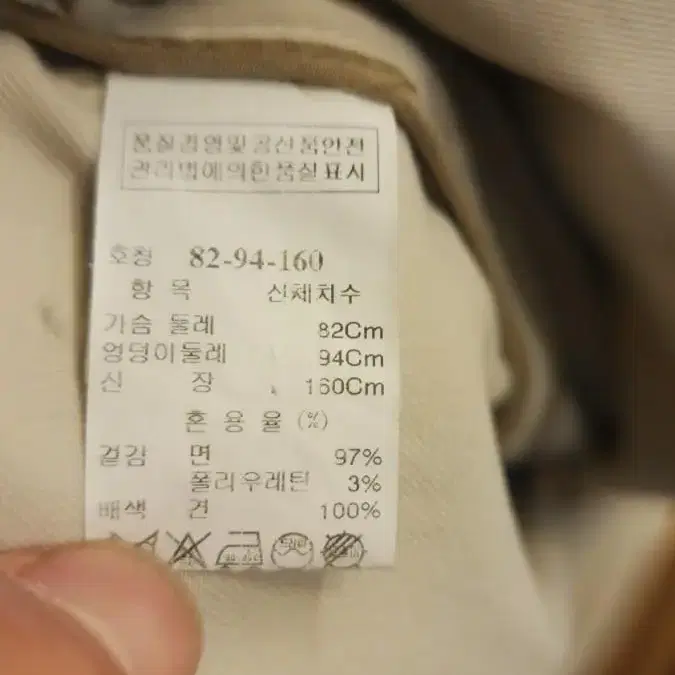 품질경영및공산품안전
관리법에의한품질표시
호칭 82-94-160
항 목 신체치수
가슴 둘레 82Cm
엉덩이둘레 94Cm
신 장 160Cm
혼 용 율 (%)
겉감 면 97%
폴리우레탄 3%
배색 견 100%